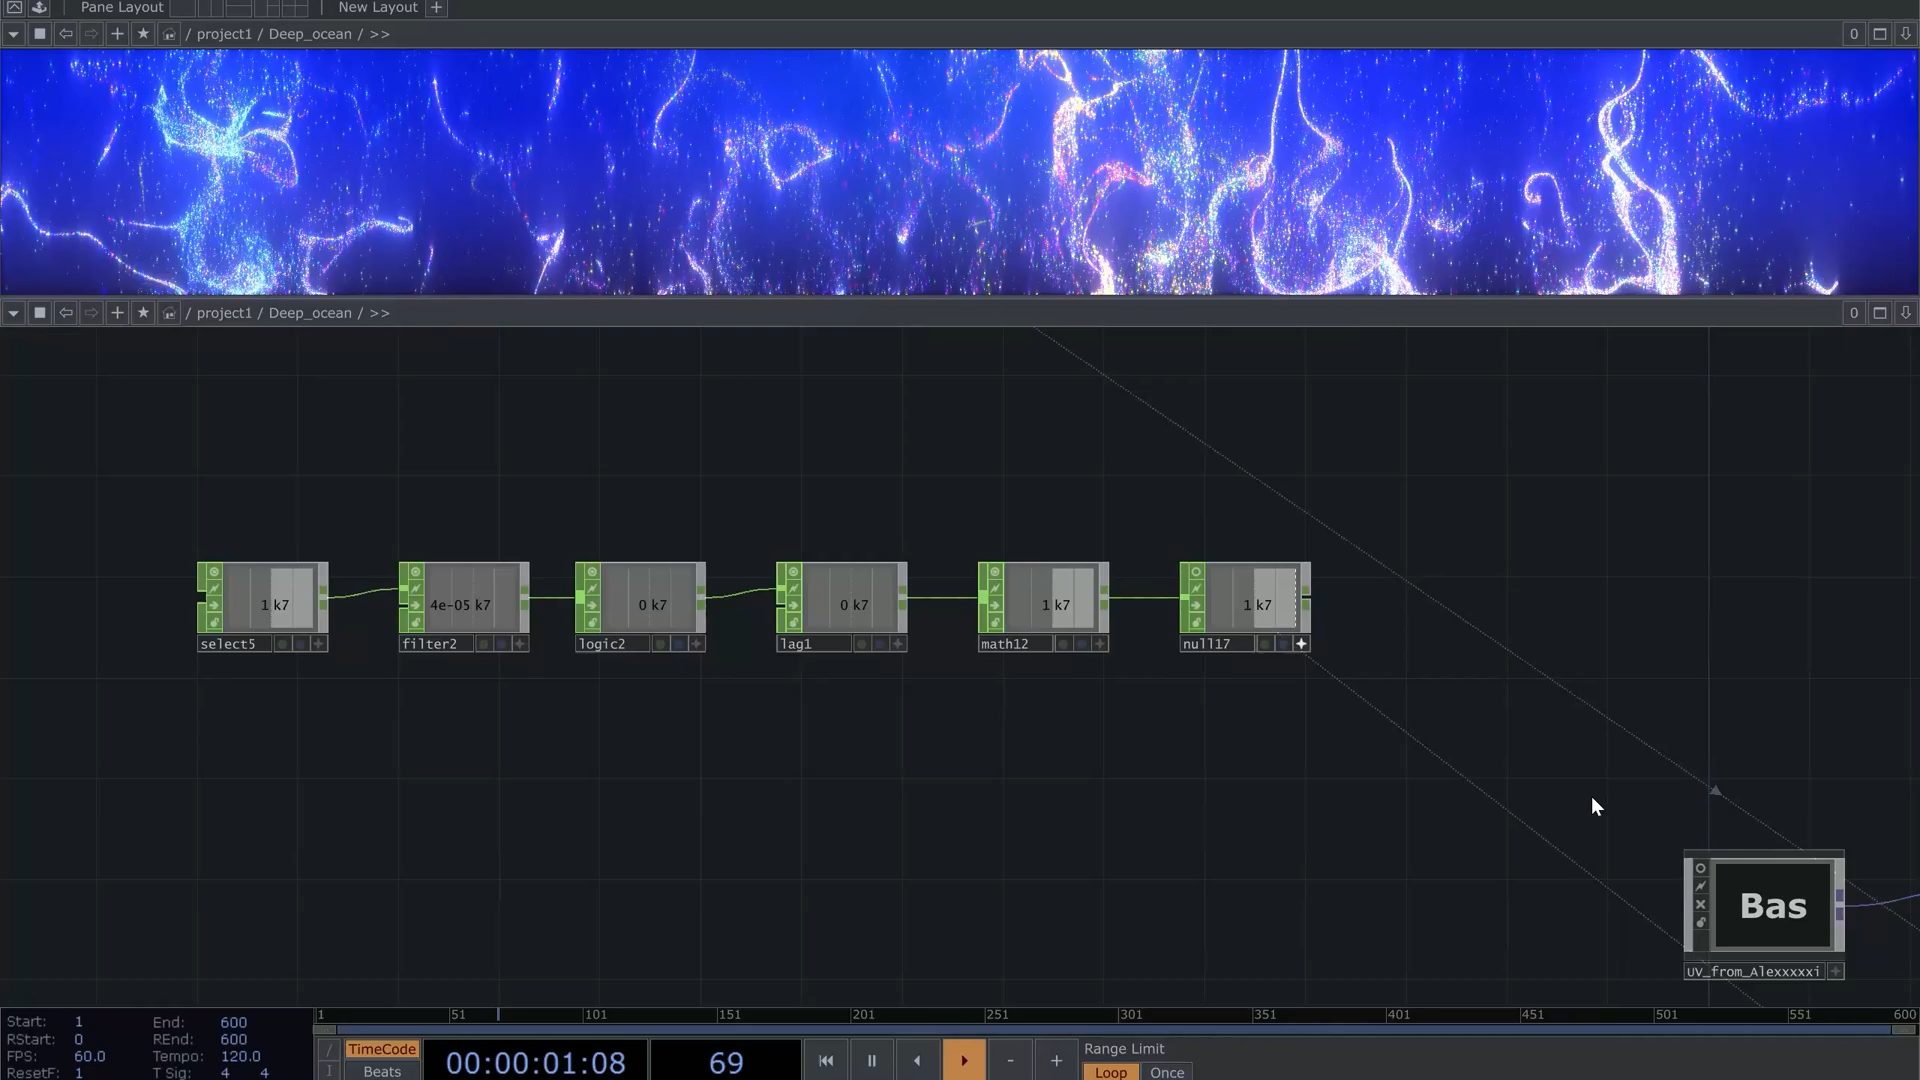 Pane Layout
New Layout +
/ project1 / Deep_ocean / >>
0
/ project1 / Deep_ocean / >>
0
1 k7
4e-05 k7
0 k7
0 k7
1 k7
1 k7
select5
filter2
logic2
lag1
math12
null17
Bas
UV_from_Alexxxxxi
1 51 101 151 201 251 301 351 401 451 501 551 600
Start: 1 End: 600
RStart: 0 REnd: 600
FPS: 60.0 Tempo: 120.0
ResetF: 1 T Sig: 4 4
TimeCode
Beats
00:00:01:08
69
- +
Range Limit
Loop Once